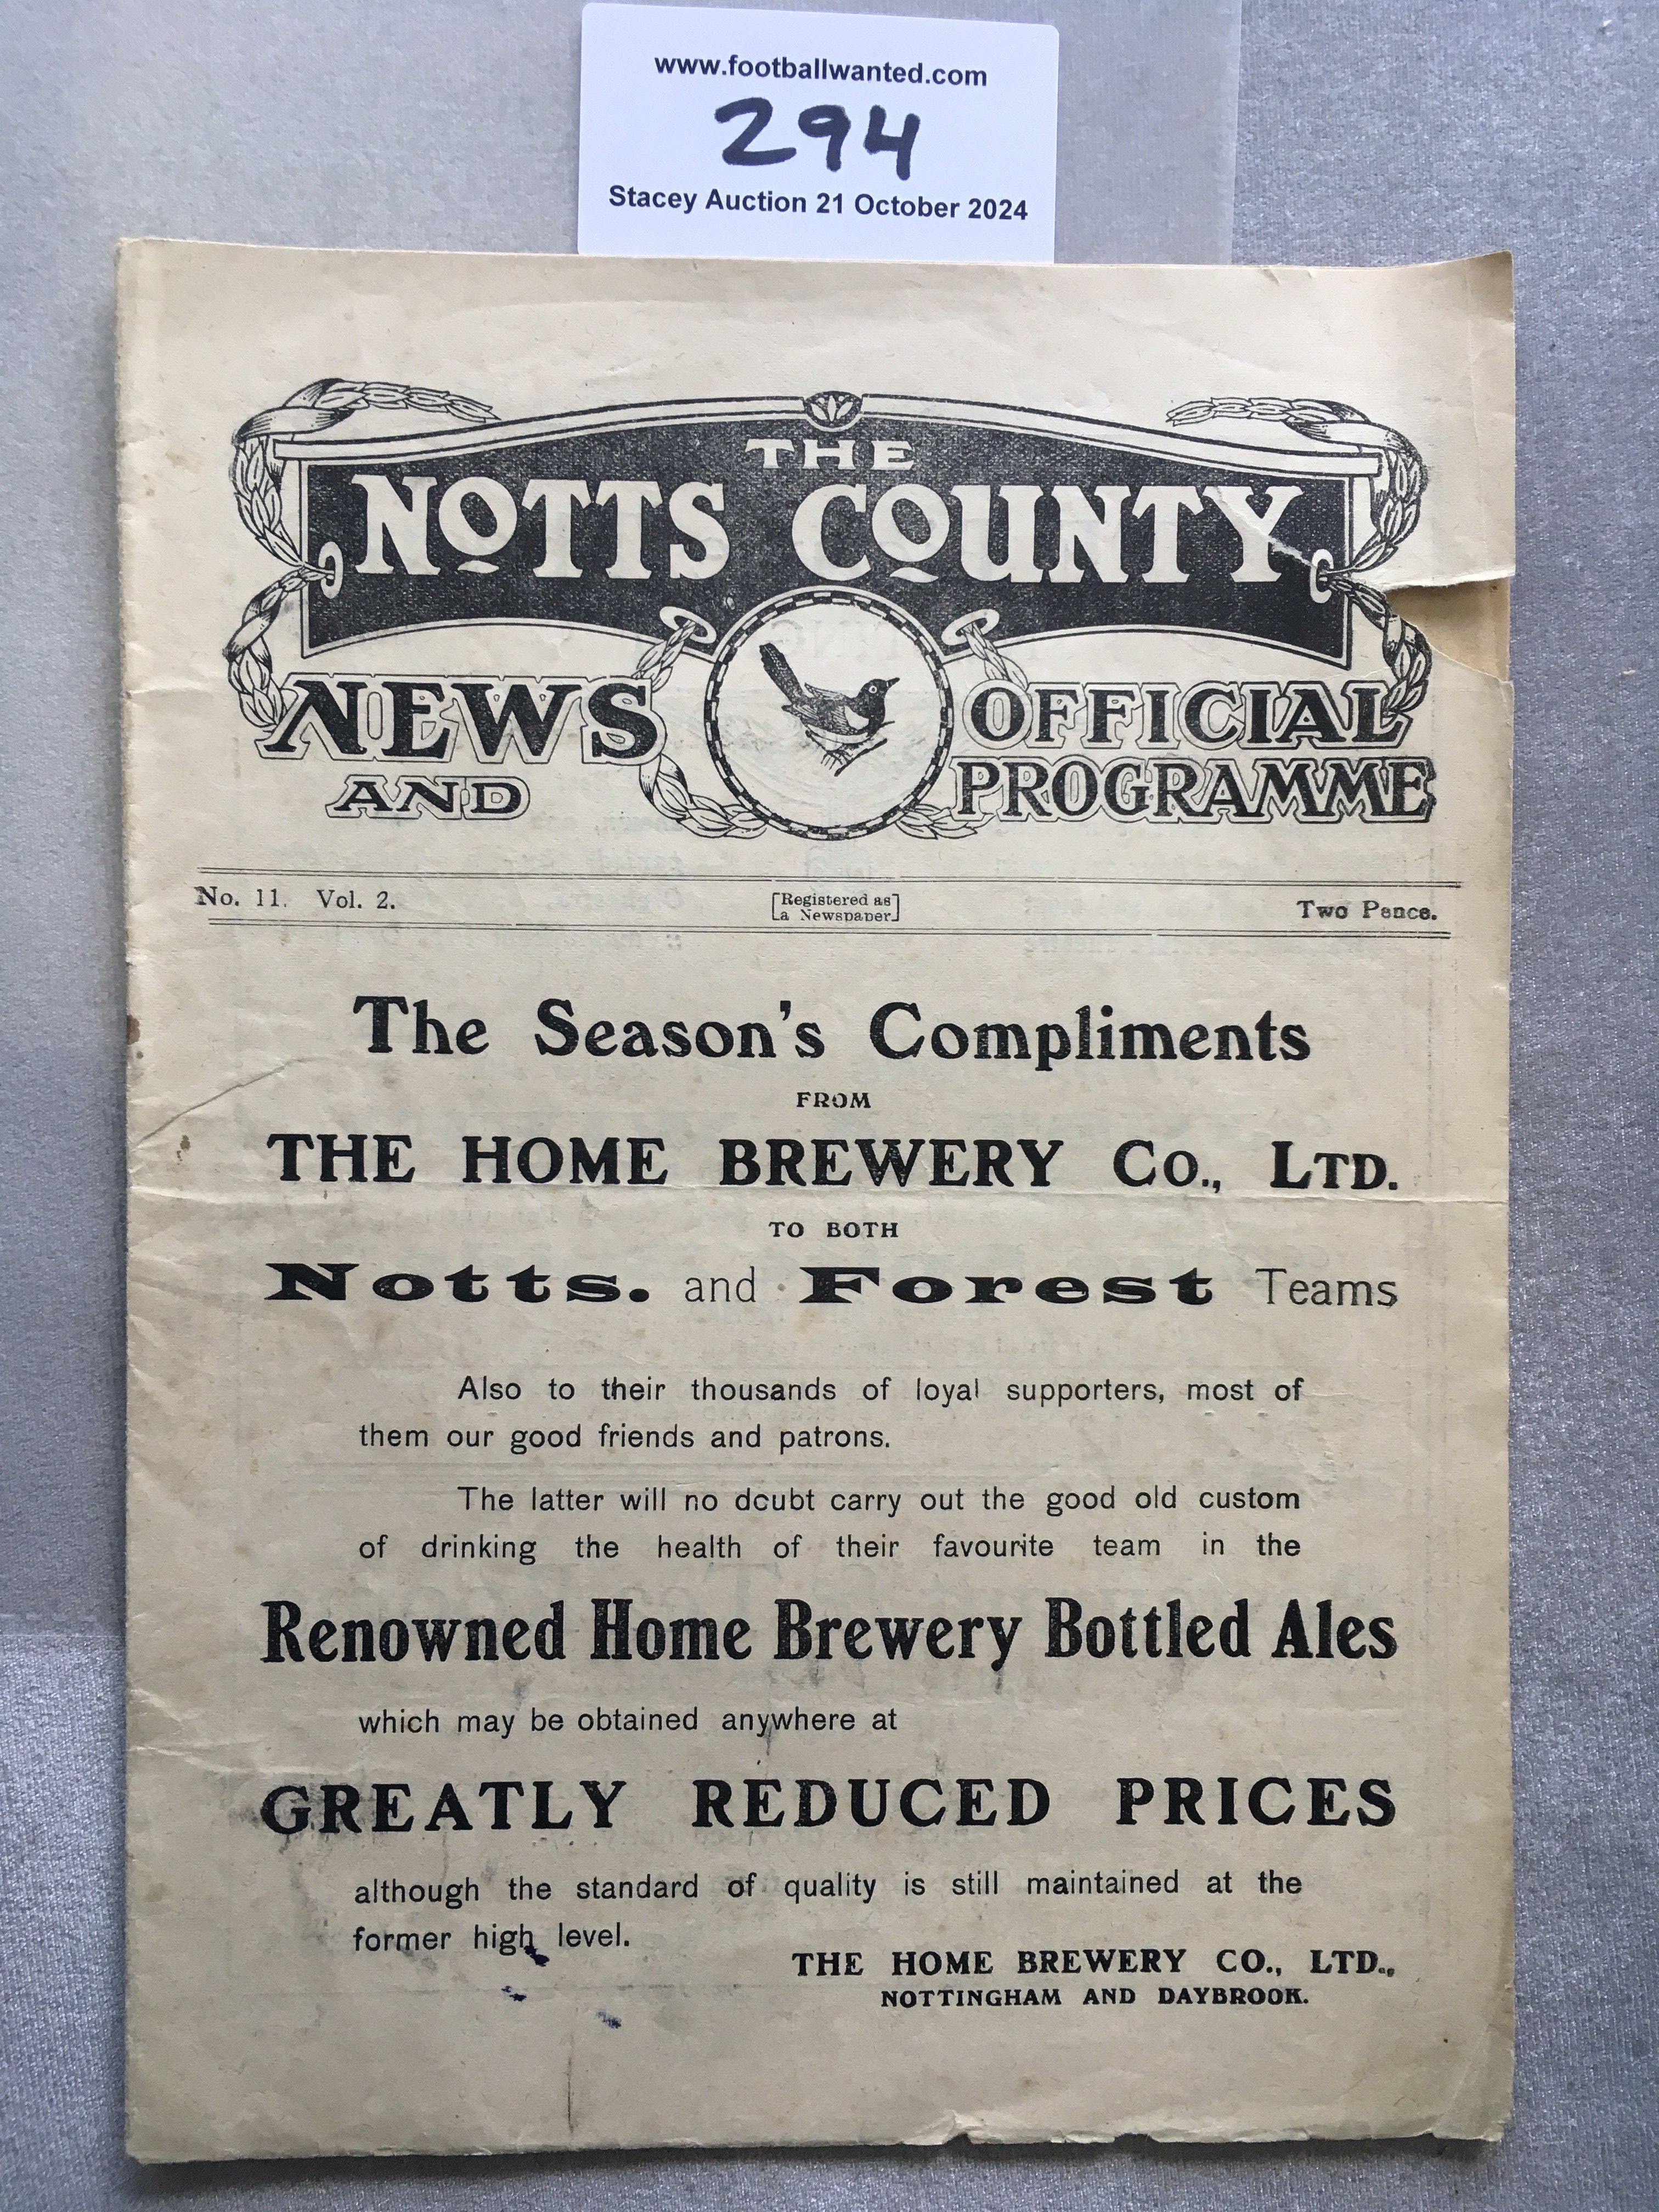 www.footballwanted.com
294
Stacey Auction 21 October 2024
THE
NOTTS COUNTY
NEWS
AND
OFFICIAL
PROGRAMME
No. 11. Vol. 2.
[Registered as
a Newspaper]
Two Pence.
The Season's Compliments
FROM
THE HOME BREWERY Co., LTD.
TO BOTH
Notts. and Forest Teams
Also to their thousands of loyal supporters, most of
them our good friends and patrons.
The latter will no dcubt carry out the good old custom
of drinking the health of their favourite team in the
Renowned Home Brewery Bottled Ales
which may be obtained anywhere at
GREATLY REDUCED PRICES
although the standard of quality is still maintained at the
former high level.
THE HOME BREWERY CO., LTD.,
NOTTINGHAM AND DAYBROOK.